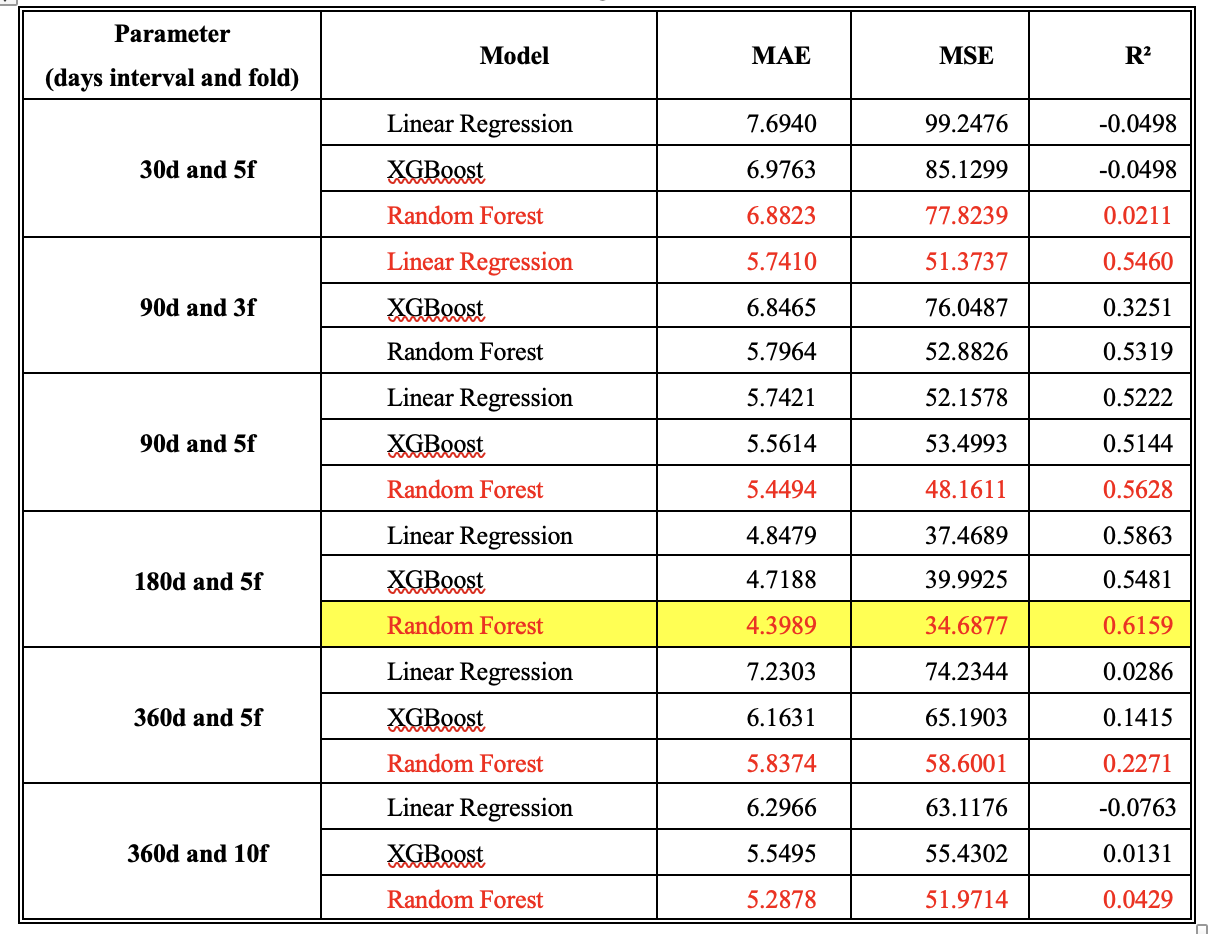 Parameter
(days interval and fold) Model MAE MSE R²
30d and 5f
Linear Regression 7.6940 99.2476 -0.0498
XGBoost 6.9763 85.1299 -0.0498
Random Forest 6.8823 77.8239 0.0211
90d and 3f
Linear Regression 5.7410 51.3737 0.5460
XGBoost 6.8465 76.0487 0.3251
Random Forest 5.7964 52.8826 0.5319
90d and 5f
Linear Regression 5.7421 52.1578 0.5222
XGBoost 5.5614 53.4993 0.5144
Random Forest 5.4494 48.1611 0.5628
180d and 5f
Linear Regression 4.8479 37.4689 0.5863
XGBoost 4.7188 39.9925 0.5481
Random Forest 4.3989 34.6877 0.6159
360d and 5f
Linear Regression 7.2303 74.2344 0.0286
XGBoost 6.1631 65.1903 0.1415
Random Forest 5.8374 58.6001 0.2271
360d and 10f
Linear Regression 6.2966 63.1176 -0.0763
XGBoost 5.5495 55.4302 0.0131
Random Forest 5.2878 51.9714 0.0429